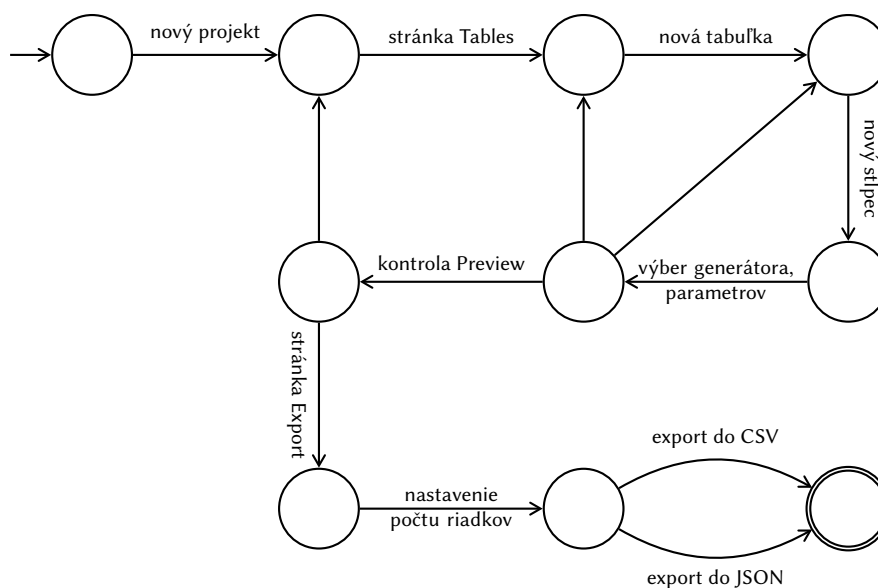 nový projekt
stránka Tables
nová tabuľka
nový stĺpec
kontrola Preview
výber generátora,
parametrov
stránka Export
export do CSV
nastavenie
počtu riadkov
export do JSON